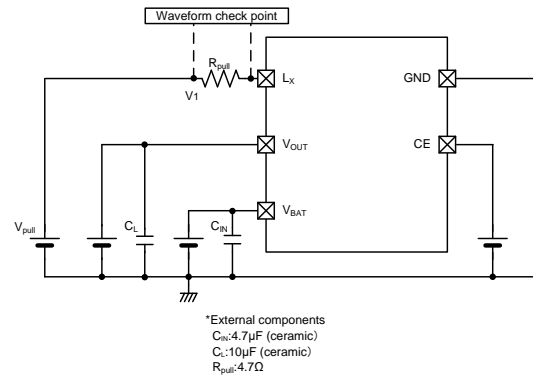 Waveform check point
Rpull
V1
LX
GND
VOUT
CE
Vpull
CL
CIN
VBAT
*External components
CIN:4.7μF (ceramic)
CL:10μF (ceramic)
Rpull:4.7Ω